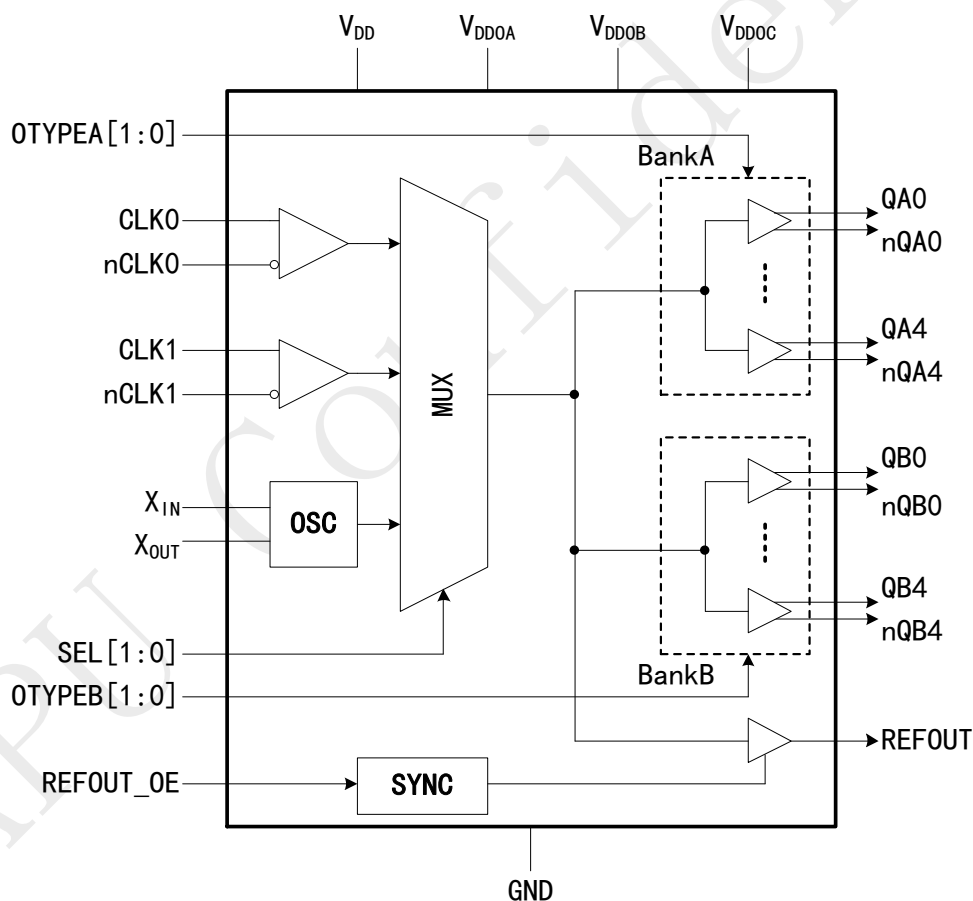 VDD VDDOA VDDOB VDDOC
OTYPEA[1:0]
BankA
CLK0
nCLK0
QA0
nQA0
CLK1
nCLK1
QA4
nQA4
MUX
XIN
XOUT
OSC
QB0
nQB0
QB4
nQB4
SEL[1:0]
OTYPEB[1:0]
BankB
REFOUT
REFOUT_OE
SYNC
GND